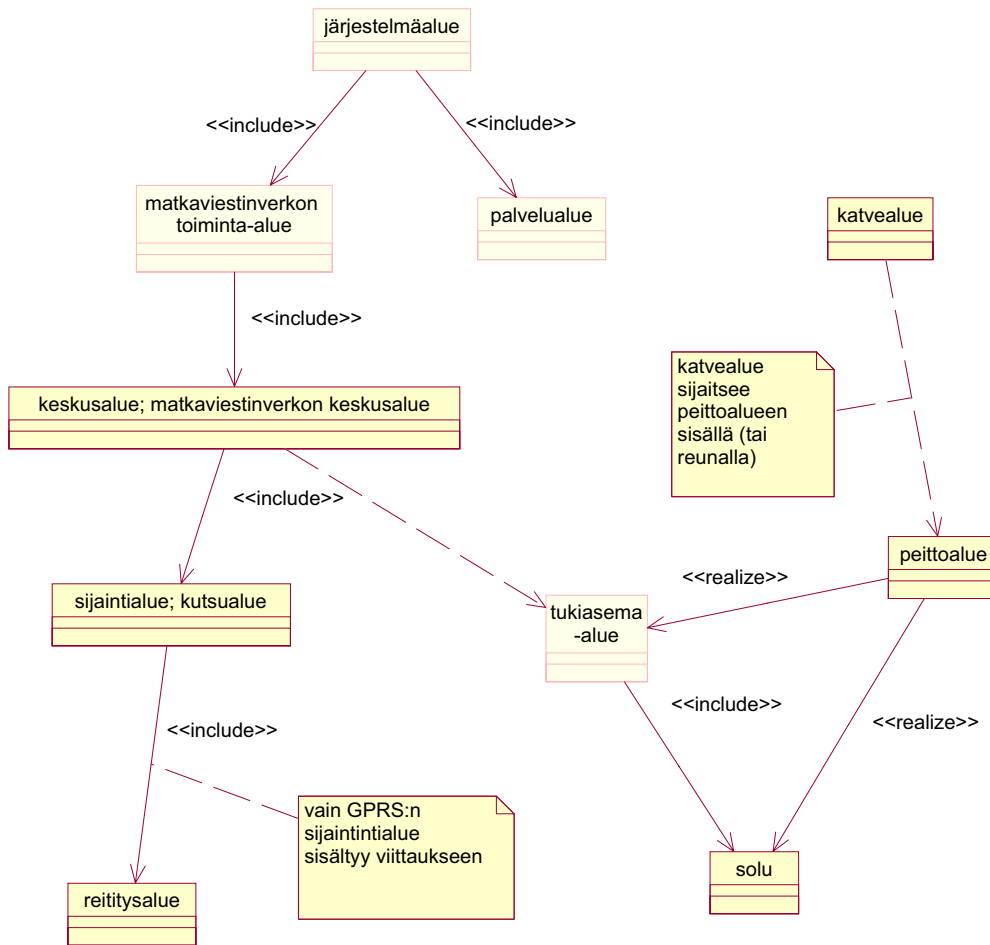 järjestelmäalue
<<include>>
<<include>>
matkaviestinverkon
toiminta-alue
palvelualue
katvealue
<<include>>
katvealue
sijaitsee
peittoalueen
sisällä (tai
reunalla)
keskusalue; matkaviestinverkon keskusalue
<<include>>
peittoalue
<<realize>>
sijaintialue; kutsualue
tukiasema
-alue
<<include>>
<<realize>>
<<include>>
vain GPRS:n
sijaintintialue
sisältyy viittaukseen
solu
reititysalue